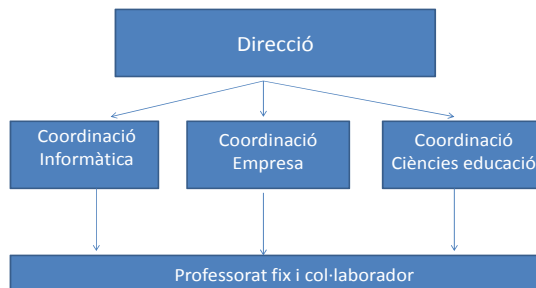 Direcció
Coordinació
Informàtica
Coordinació
Empresa
Coordinació
Ciències educació
Professorat fix i col·laborador